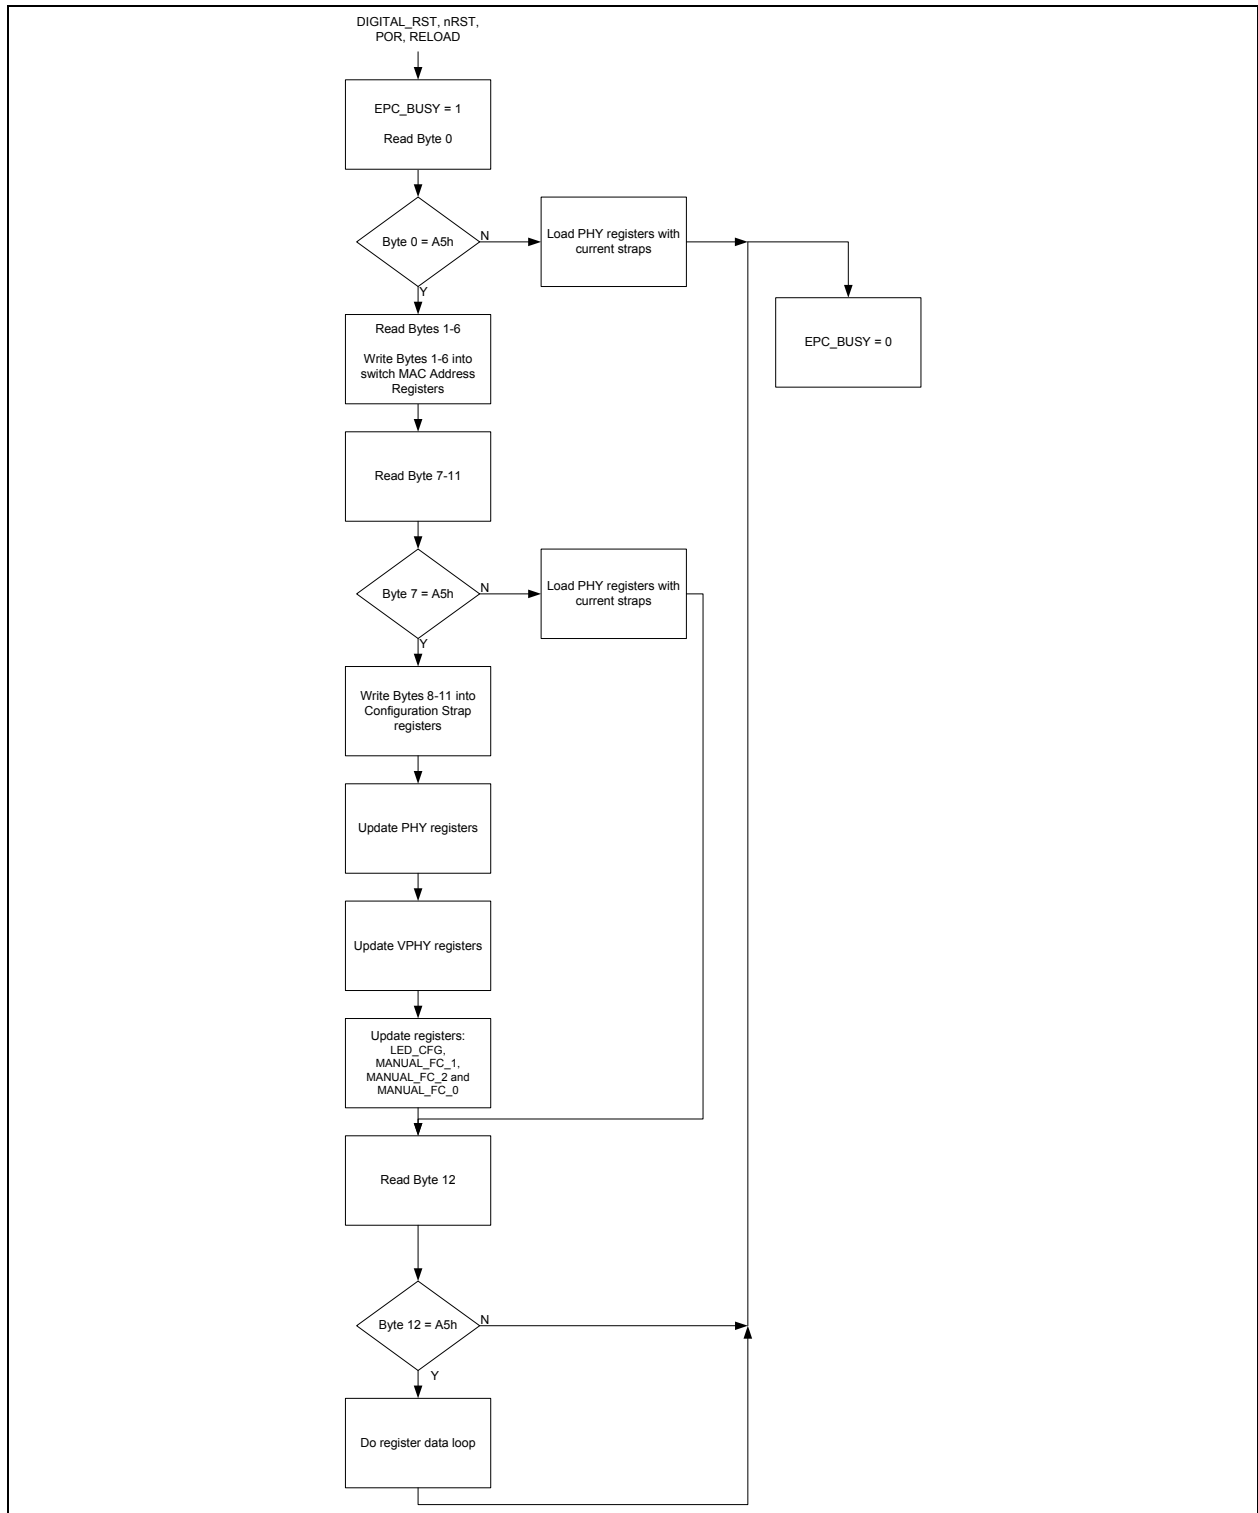 DIGITAL_RST, nRST,
POR, RELOAD
EPC_BUSY = 1
Read Byte 0
Byte 0 = A5h
N
Load PHY registers with
current straps
Y
Read Bytes 1-6
Write Bytes 1-6 into
switch MAC Address
Registers
EPC_BUSY = 0
Read Byte 7-11
Byte 7 = A5h
N
Load PHY registers with
current straps
Y
Write Bytes 8-11 into
Configuration Strap
registers
Update PHY registers
Update VPHY registers
Update registers:
LED_CFG,
MANUAL_FC_1,
MANUAL_FC_2 and
MANUAL_FC_0
Read Byte 12
Byte 12 = A5h
N
Y
Do register data loop